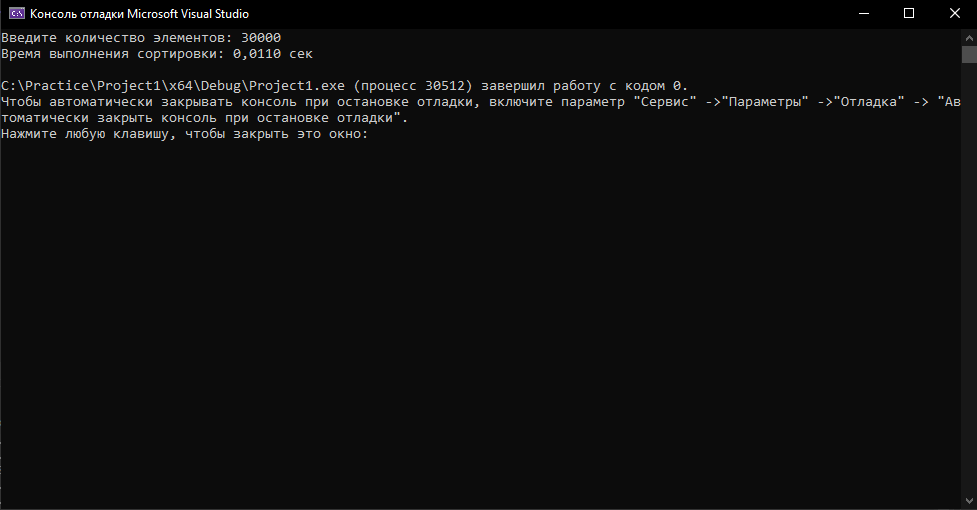 Консоль отладки Microsoft Visual Studio
Введите количество элементов: 30000
Время выполнения сортировки: 0,0110 сек
C:\Practice\Project1\x64\Debug\Project1.exe (процесс 30512) завершил работу с кодом 0.
Чтобы автоматически закрывать консоль при остановке отладки, включите параметр "Сервис" ->"Параметры" ->"Отладка" -> "Ав
томатически закрыть консоль при остановке отладки".
Нажмите любую клавишу, чтобы закрыть это окно: